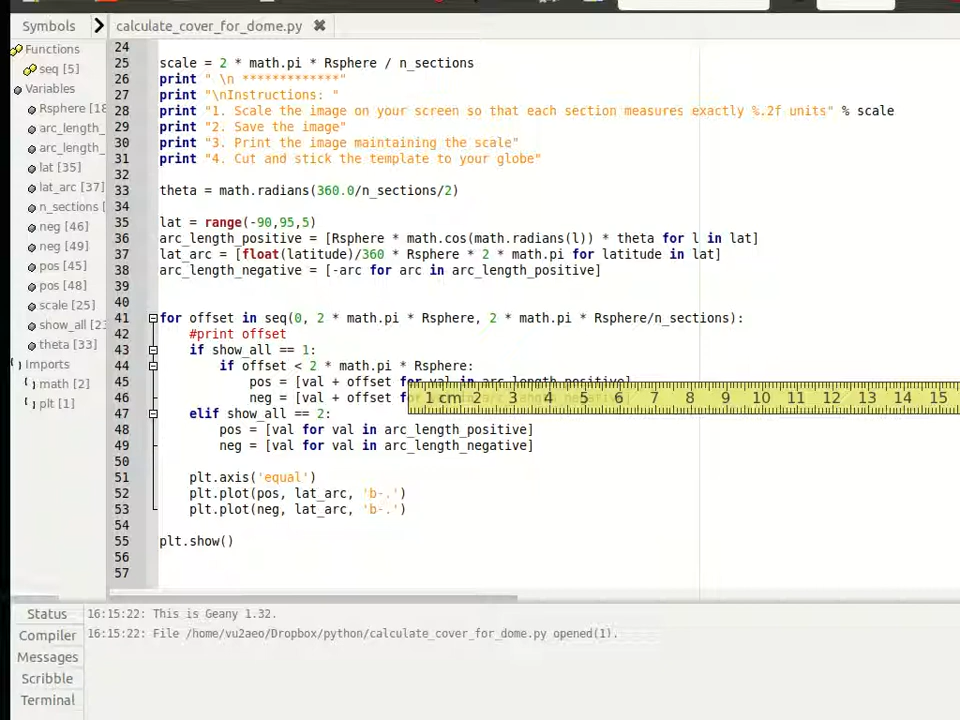 Symbols
calculate_cover_for_dome.py
Functions
seq [5]
Variables
Rsphere [18
arc_length_
arc_length_
lat [35]
lat_arc [37]
n_sections [
neg [46]
neg [49]
pos [45]
pos [48]
scale [25]
show_all [23
theta [33]
Imports
math [2]
plt [1]
24
25 scale = 2 * math.pi * Rsphere / n_sections
26 print " \n *************"
27 print "\nInstructions: "
28 print "1. Scale the image on your screen so that each section measures exactly %.2f units" % scale
29 print "2. Save the image"
30 print "3. Print the image maintaining the scale"
31 print "4. Cut and stick the template to your globe"
32
33 theta = math.radians(360.0/n_sections/2)
34
35 lat = range(-90,95,5)
36 arc_length_positive = [Rsphere * math.cos(math.radians(l)) * theta for l in lat]
37 lat_arc = [float(latitude)/360 * Rsphere * 2 * math.pi for latitude in lat]
38 arc_length_negative = [-arc for arc in arc_length_positive]
39
40
41 for offset in seq(0, 2 * math.pi * Rsphere, 2 * math.pi * Rsphere/n_sections):
42 #print offset
43 if show_all == 1:
44 if offset < 2 * math.pi * Rsphere:
45 pos = [val + offset for val in arc_length_positive]
46 neg = [val + offset
47 elif show_all == 2:
48 pos = [val for val in arc_length_positive]
49 neg = [val for val in arc_length_negative]
50
51 plt.axis('equal')
52 plt.plot(pos, lat_arc, 'b-.')
53 plt.plot(neg, lat_arc, 'b-.')
54
55 plt.show()
56
57
1 cm 2 3 4 5 6 7 8 9 10 11 12 13 14 15
Status
Compiler
Messages
Scribble
Terminal
16:15:22: This is Geany 1.32.
16:15:22: File /home/vu2aeo/Dropbox/python/calculate_cover_for_dome.py opened(1).